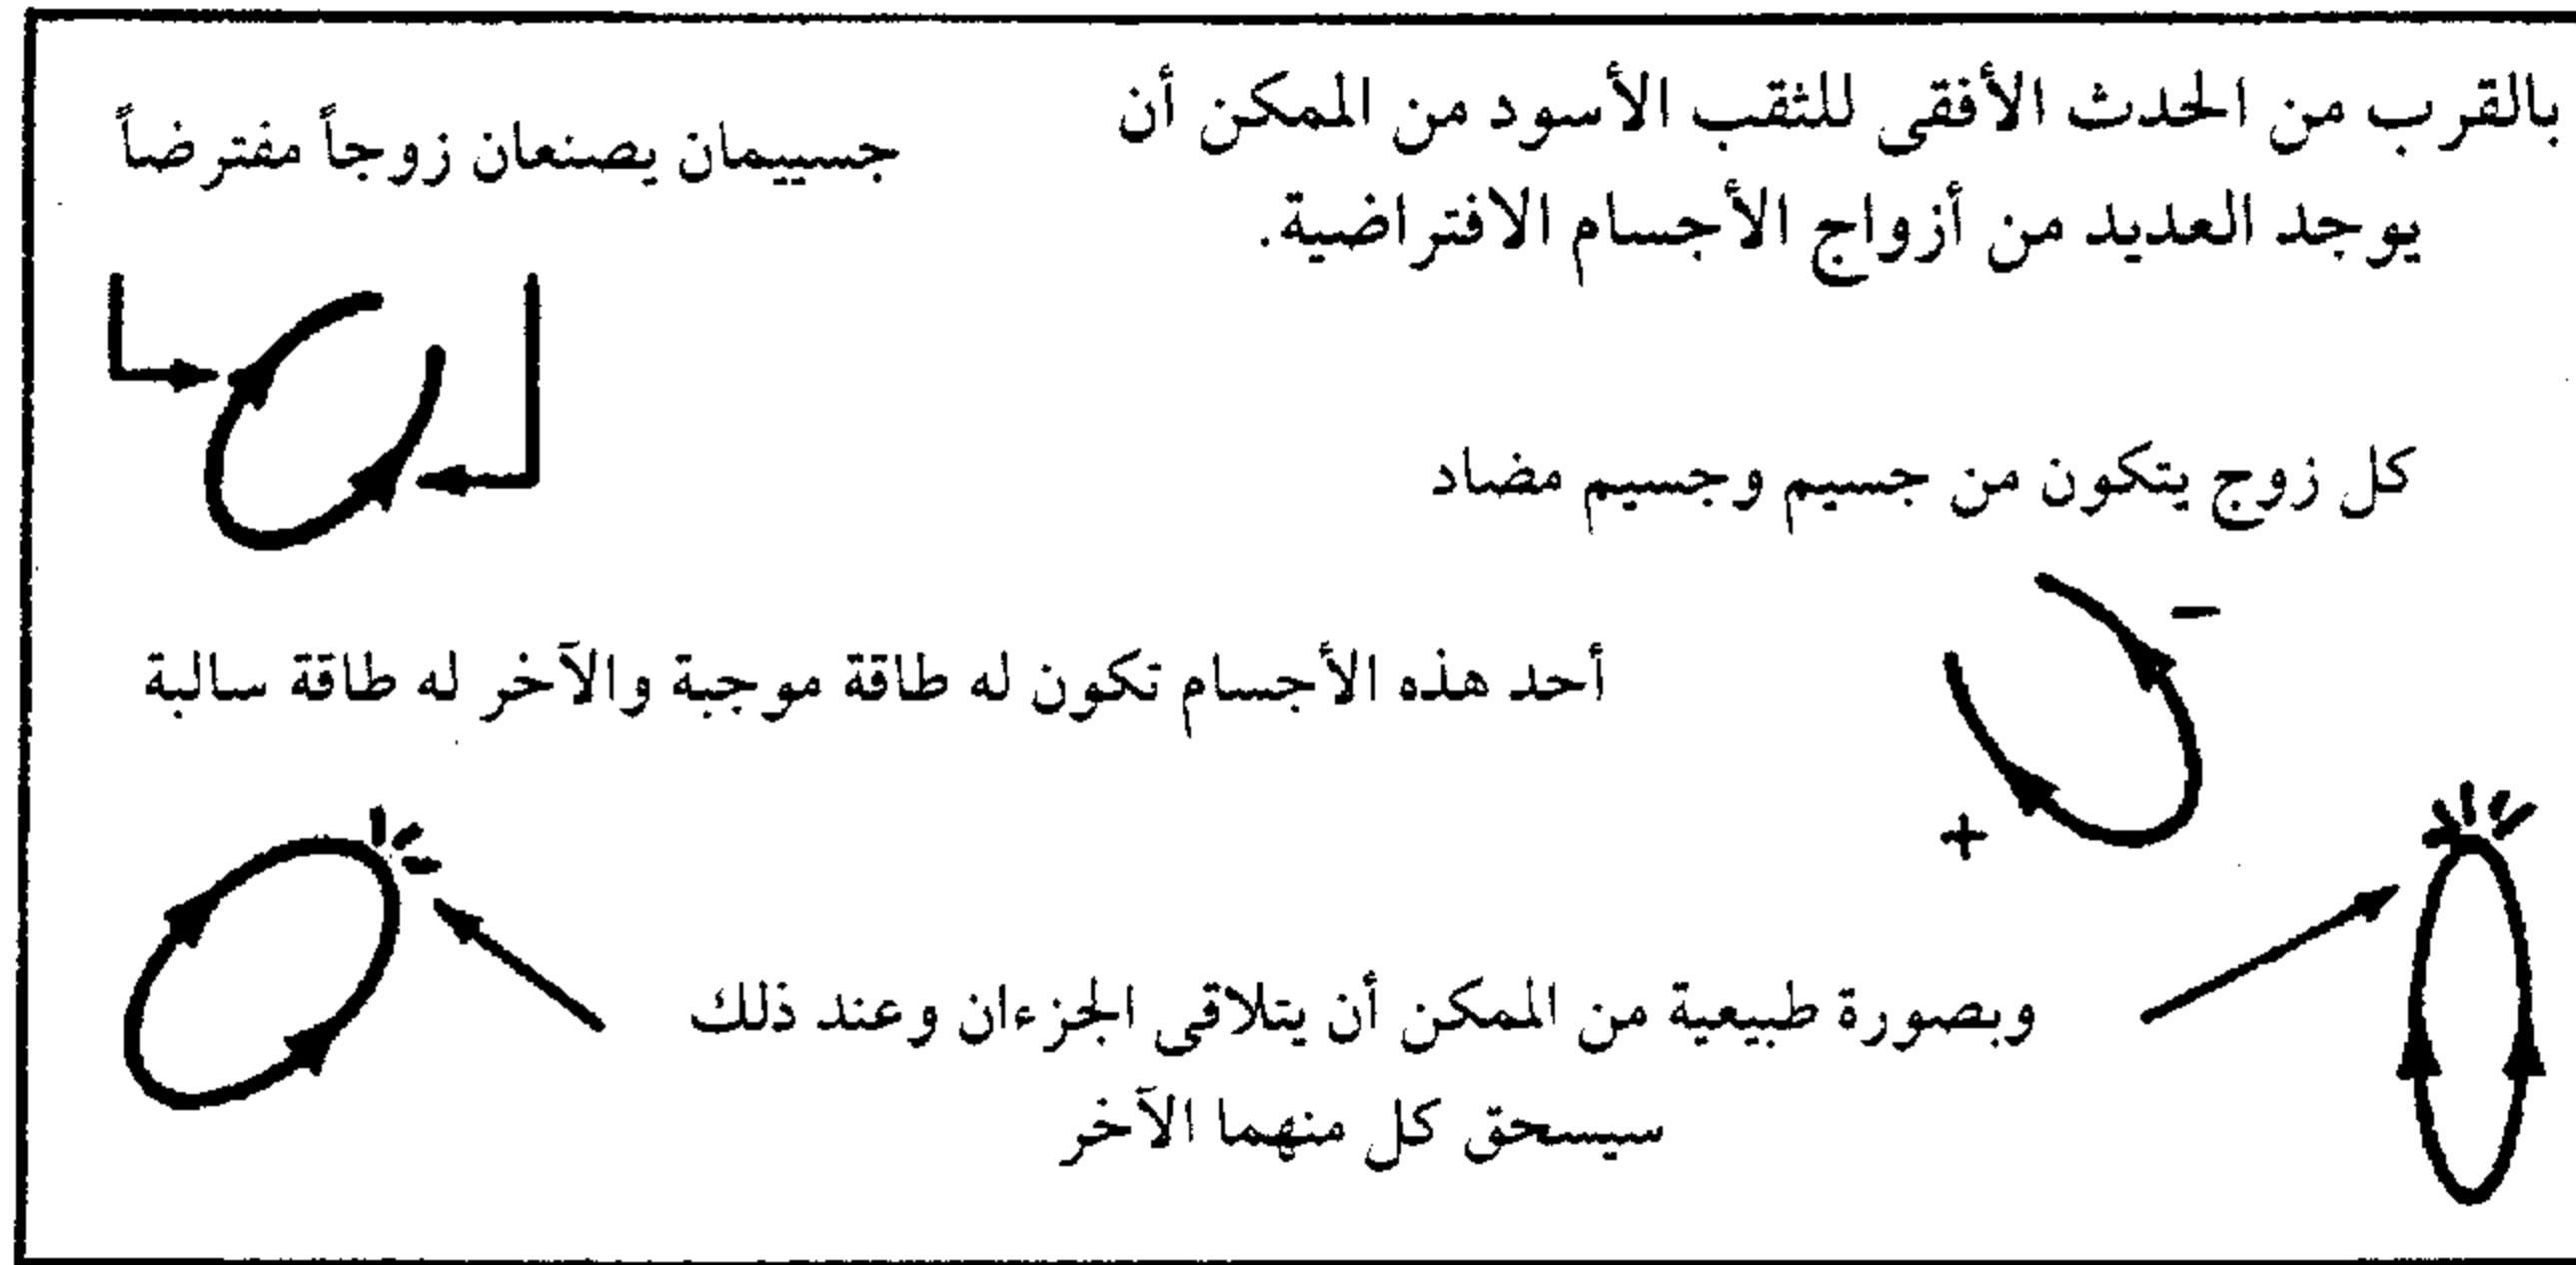 بالقرب من الحدث الأفقى للثقب الأسود من الممكن أن
يوجد العديد من أزواج الأجسام الافتراضية.
جسييمان يصنعان زوجاً مفترضاً
كل زوج يتكون من جسيم وجسيم مضاد
−
+
أحد هذه الأجسام تكون له طاقة موجبة والآخر له طاقة سالبة
وبصورة طبيعية من الممكن أن يتلاقى الجزءان وعند ذلك
سيسحق كل منهما الآخر